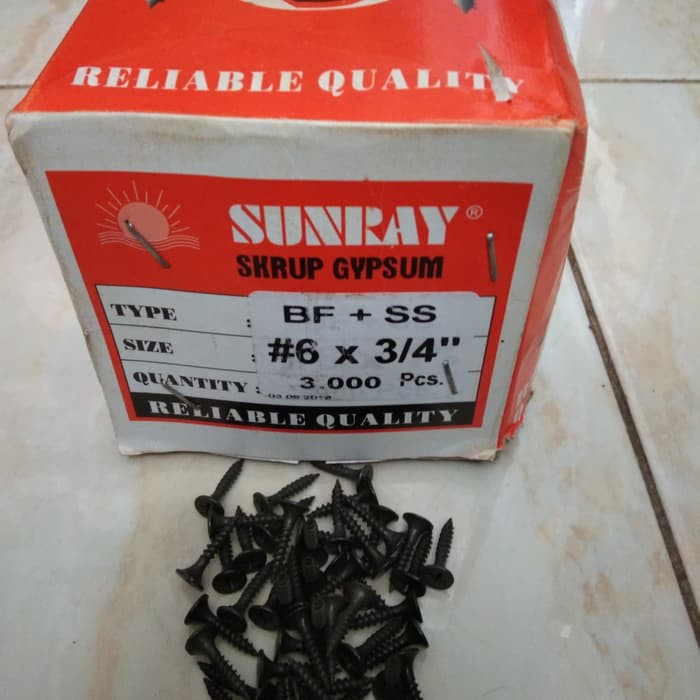 RELIABLE QUALITY
SUNRAY®
SKRUP GYPSUM
TYPE : BF + SS
SIZE : #6 x 3/4"
QUANTITY : 3.000 Pcs.
RELIABLE QUALITY